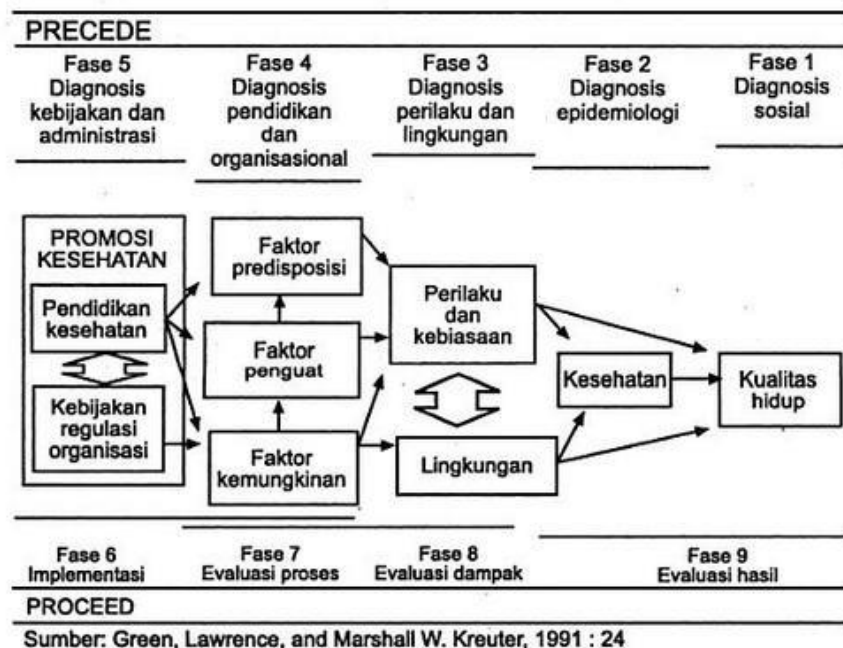 PRECEDE
Fase 5
Diagnosis
kebijakan dan
administrasi
Fase 4
Diagnosis
pendidikan
dan
organisasional
Fase 3
Diagnosis
perilaku dan
lingkungan
Fase 2
Diagnosis
epidemiologi
Fase 1
Diagnosis
sosial
PROMOSI
KESEHATAN
Pendidikan
kesehatan
Kebijakan
regulasi
organisasi
Faktor
predisposisi
Faktor
penguat
Faktor
kemungkinan
Perilaku
dan
kebiasaan
Lingkungan
Kesehatan
Kualitas
hidup
Fase 6
Implementasi
Fase 7
Evaluasi proses
Fase 8
Evaluasi dampak
Fase 9
Evaluasi hasil
PROCEED
Sumber: Green, Lawrence, and Marshall W. Kreuter, 1991 : 24